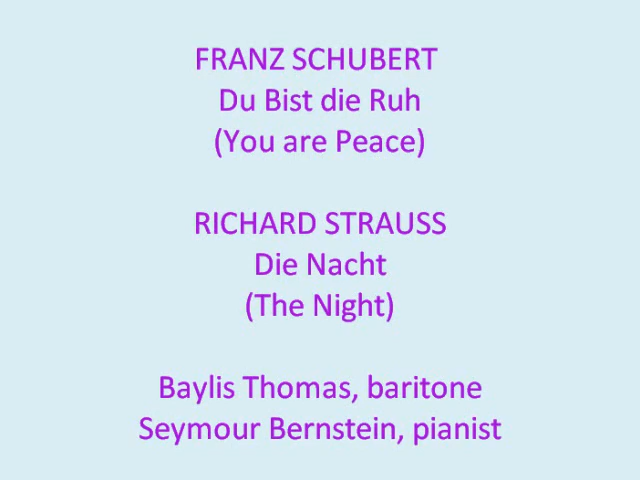 FRANZ SCHUBERT
Du Bist die Ruh
(You are Peace)
RICHARD STRAUSS
Die Nacht
(The Night)
Baylis Thomas, baritone
Seymour Bernstein, pianist